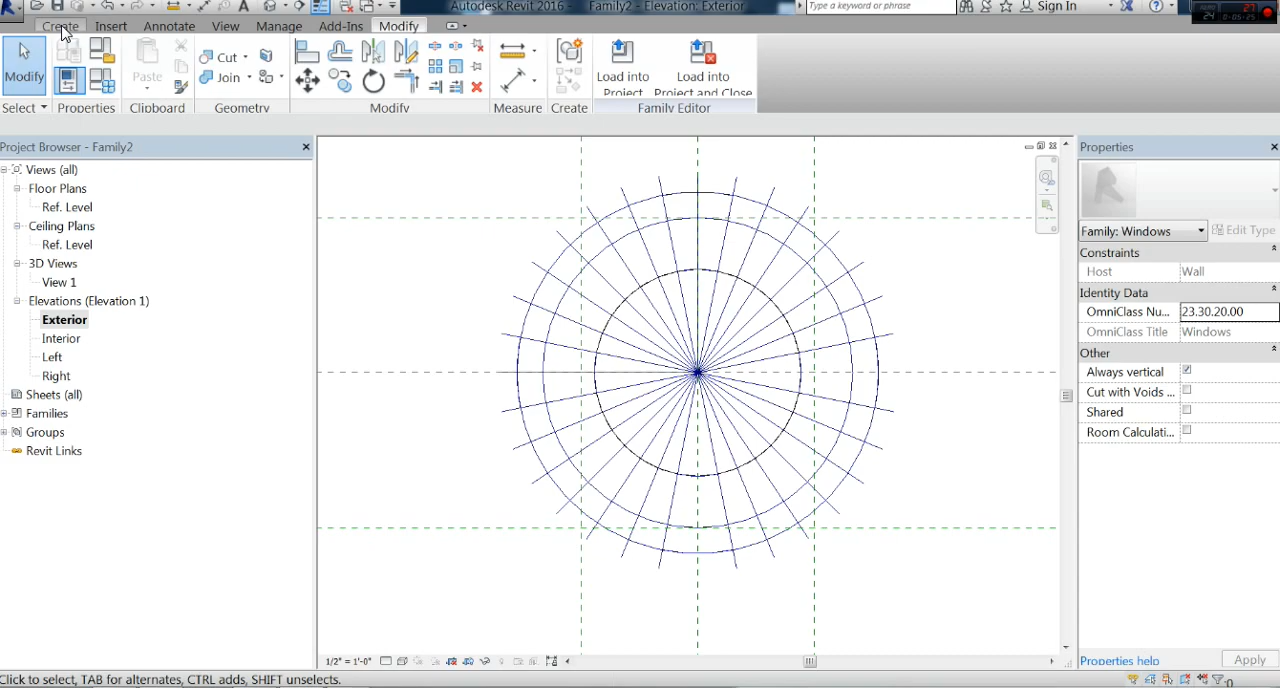 Autodesk Revit 2016 - Family2 - Elevation: Exterior
Type a keyword or phrase
Sign In
Create Insert Annotate View Manage Add-Ins Modify
Modify
Paste
Cut
Join
Load into Project
Load into Project and Close
Select Properties Clipboard Geometry Modify Measure Create Family Editor
Project Browser - Family2
Views (all)
Floor Plans
Ref. Level
Ceiling Plans
Ref. Level
3D Views
View 1
Elevations (Elevation 1)
Exterior
Interior
Left
Right
Sheets (all)
Families
Groups
Revit Links
Properties
Family: Windows
Edit Type
Constraints
Host Wall
Identity Data
OmniClass Nu... 23.30.20.00
OmniClass Title Windows
Other
Always vertical
Cut with Voids ...
Shared
Room Calculati...
Properties help
Apply
1/2" = 1'-0"
Click to select, TAB for alternates, CTRL adds, SHIFT unselects.
:0